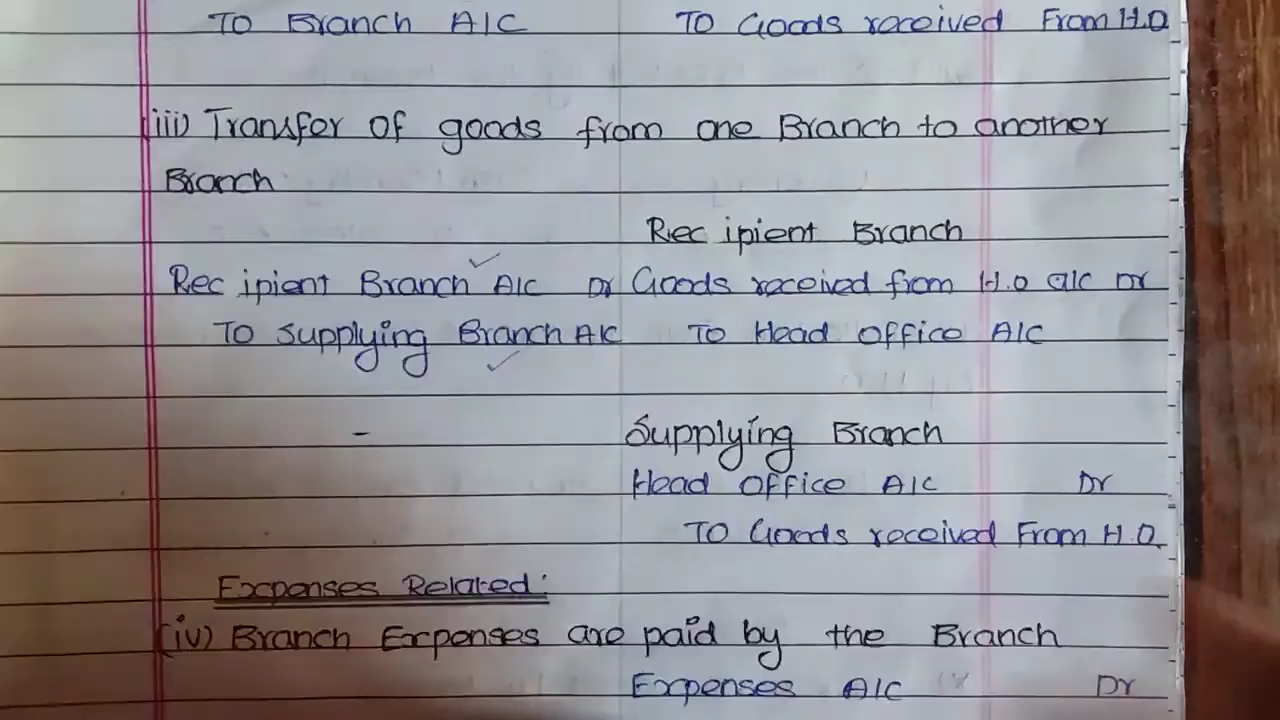 TO Branch A/C TO Goods received From H.O
(iii) Transfer OF goods from one Branch to another
Branch
Recipient Branch
Recipient Branch A/C Dr Goods received from H.O a/c Dr
TO Supplying Branch A/C TO Head Office A/C
- Supplying Branch
Head Office A/C Dr
TO Goods received From H.O.
Expenses Related:
(iv) Branch Expenses are paid by the Branch
Expenses A/C Dr